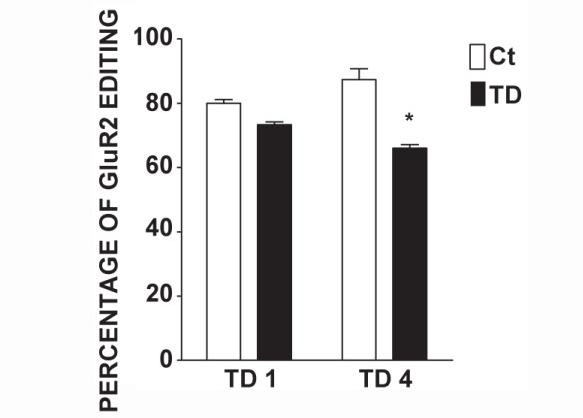 PERCENTAGE OF GluR2 EDITING
100
80
60
40
20
0
*
TD 1
TD 4
Ct
TD